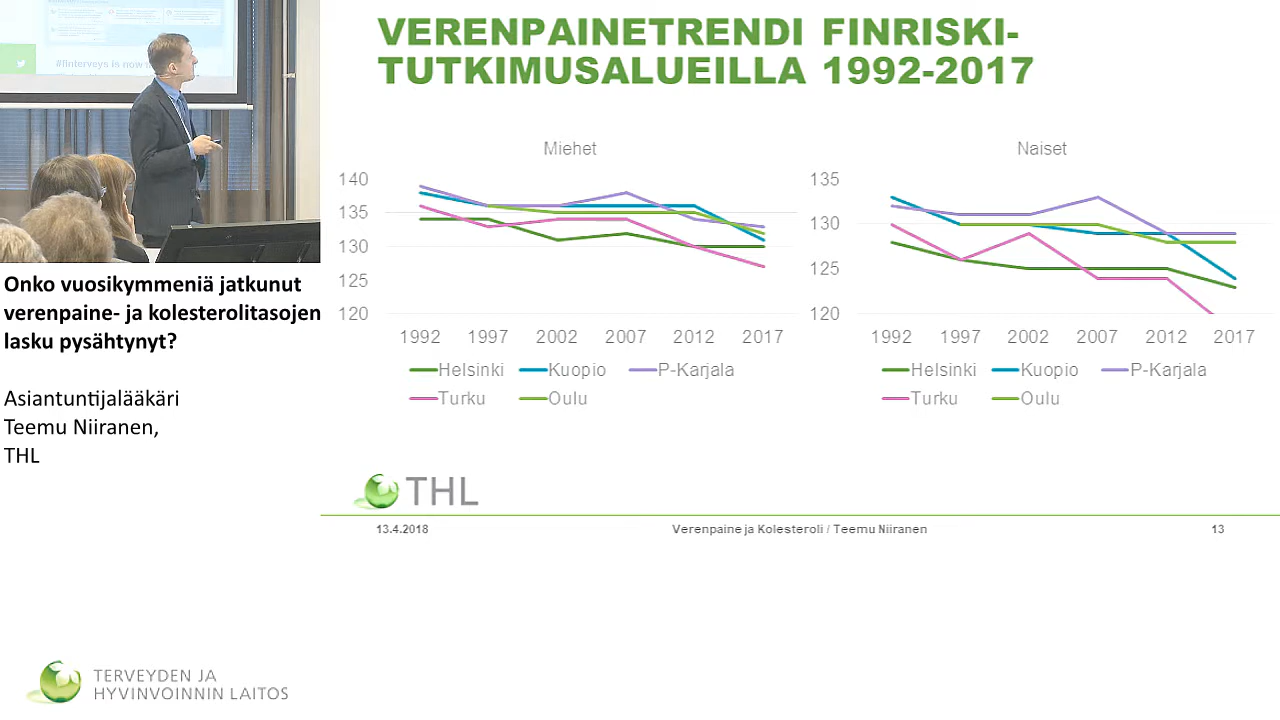 #finterveys is now
Onko vuosikymmeniä jatkunut
verenpaine- ja kolesterolitasojen
lasku pysähtynyt?
Asiantuntijalääkäri
Teemu Niiranen,
THL
VERENPAINETRENDI FINRISKI-
TUTKIMUSALUEILLA 1992-2017
Miehet
140
135
130
125
120
1992 1997 2002 2007 2012 2017
Helsinki Kuopio P-Karjala
Turku Oulu
Naiset
135
130
125
120
1992 1997 2002 2007 2012 2017
Helsinki Kuopio P-Karjala
Turku Oulu
THL
13.4.2018 Verenpaine ja Kolesteroli / Teemu Niiranen 13
TERVEYDEN JA
HYVINVOINNIN LAITOS